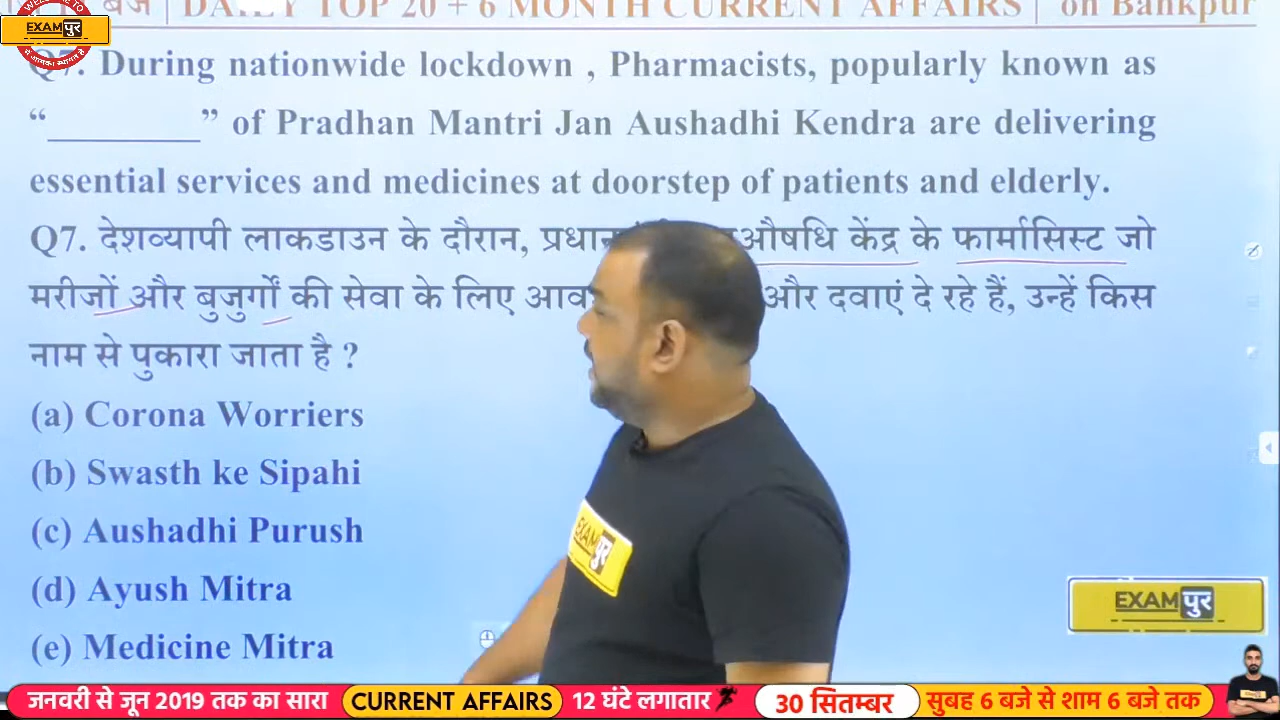 बजे | DAILY TOP 20 + 6 MONTH CURRENT AFFAIRS | on Bankpur
EXAMपुर
Q7. During nationwide lockdown , Pharmacists, popularly known as
“________” of Pradhan Mantri Jan Aushadhi Kendra are delivering
essential services and medicines at doorstep of patients and elderly.
Q7. देशव्यापी लाकडाउन के दौरान, औषधि केंद्र के फार्मासिस्ट जो
मरीजों और बुजुर्गों की सेवा के लिए और दवाएं दे रहे हैं, उन्हें किस
नाम से पुकारा जाता है ?
(a) Corona Worriers
(b) Swasth ke Sipahi
(c) Aushadhi Purush
(d) Ayush Mitra
(e) Medicine Mitra
EXAMपुर
EXAMपुर
जनवरी से जून 2019 तक का सारा CURRENT AFFAIRS 12 घंटे लगातार 30 सितम्बर सुबह 6 बजे से शाम 6 बजे तक